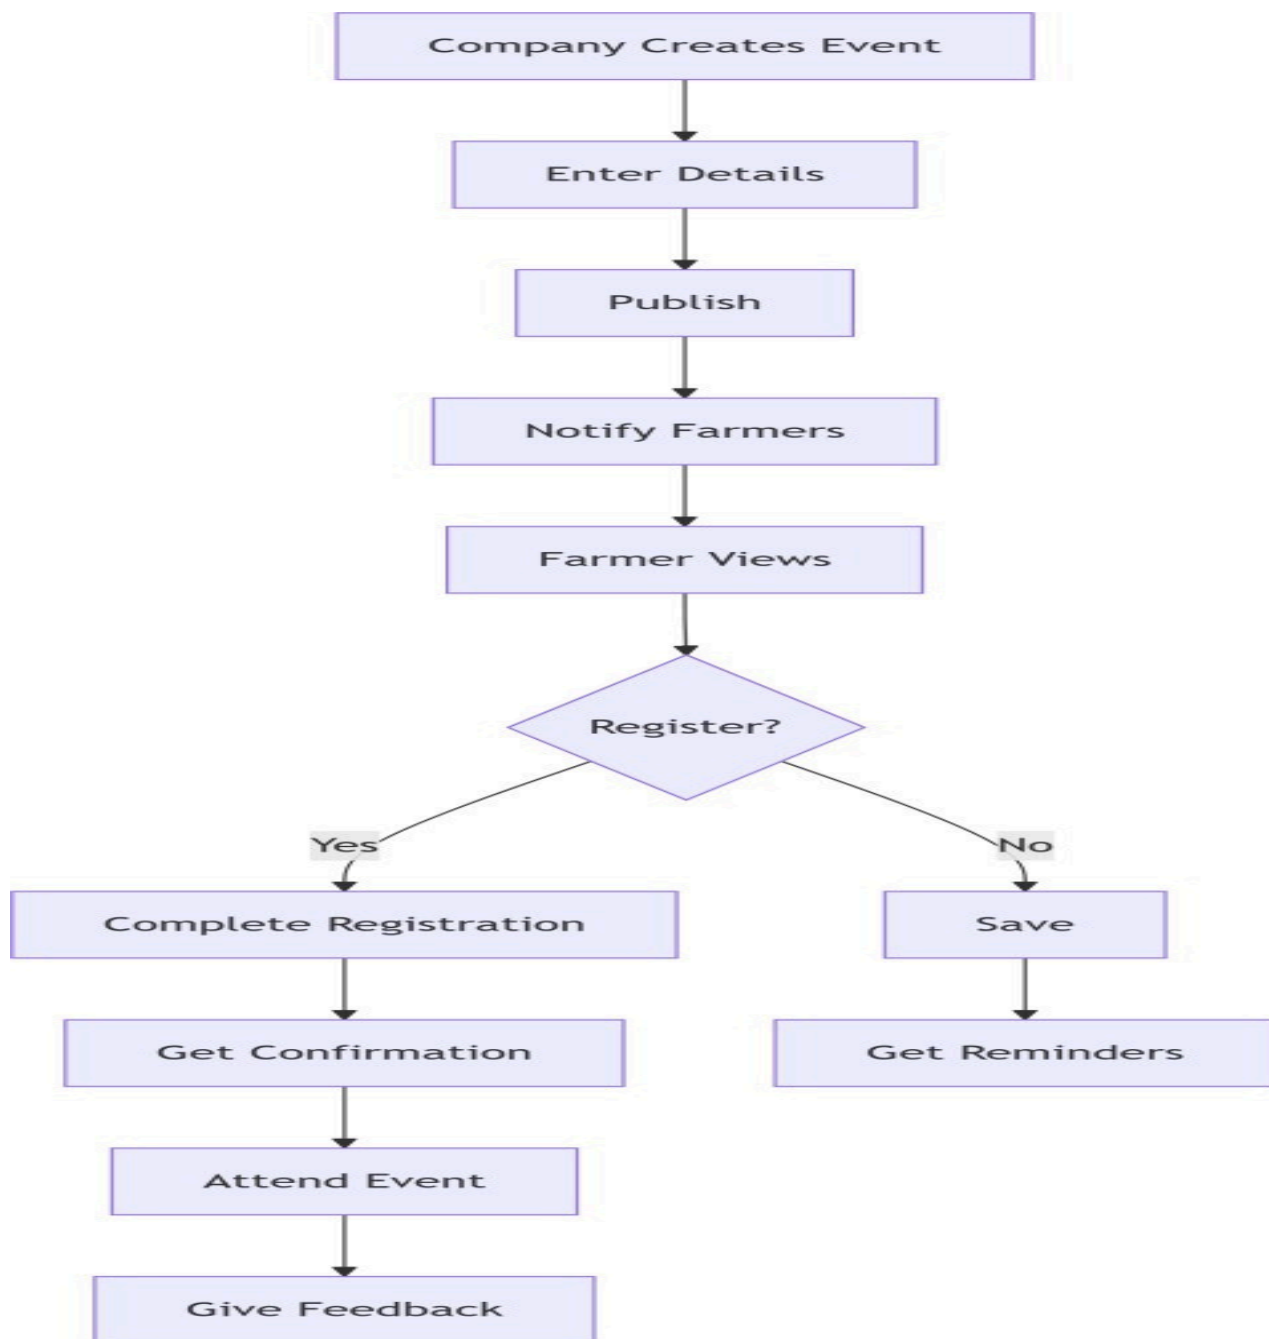 Company Creates Event
Enter Details
Publish
Notify Farmers
Farmer Views
Register?
Yes
No
Complete Registration
Save
Get Confirmation
Get Reminders
Attend Event
Give Feedback